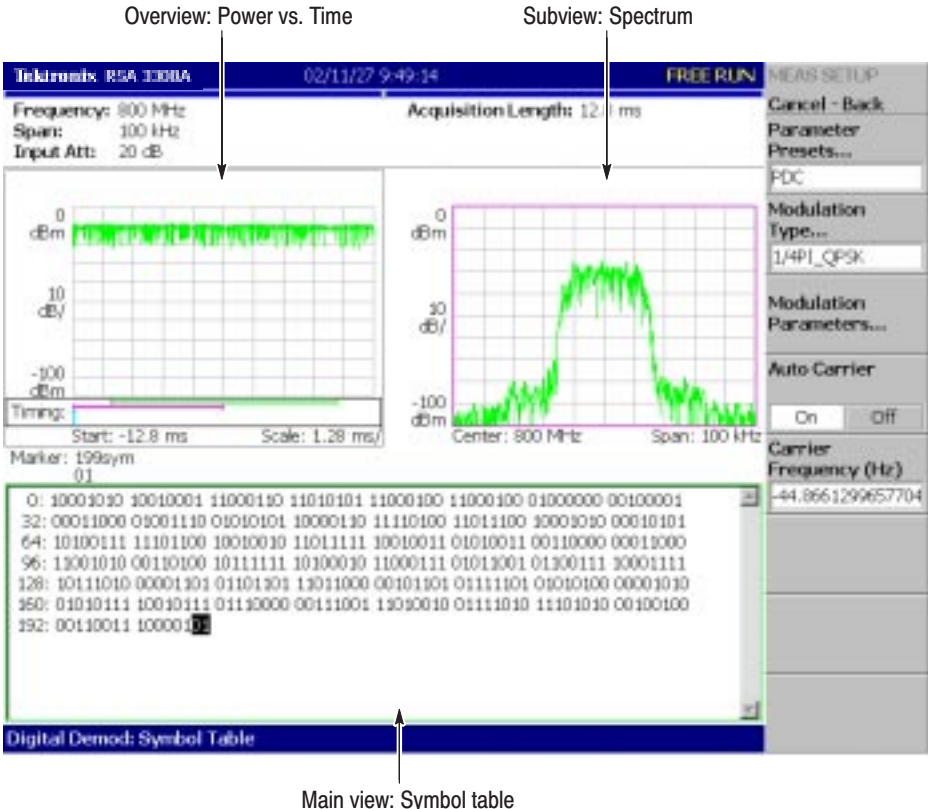 Overview: Power vs. Time
Subview: Spectrum
Tektronix RSA 3308A
02/11/27 9:49:14
FREE RUN
MEAS SETUP
Frequency: 800 MHz
Span: 100 kHz
Input Att: 20 dB
Acquisition Length: 12.8 ms
Cancel - Back
Parameter Presets...
PDC
Modulation Type...
1/4PI_QPSK
Modulation Parameters...
Auto Carrier
On Off
Carrier Frequency (Hz)
-44.8661299657704
0 dBm
10 dB/
-100 dBm
Timing:
Start: -12.8 ms
Scale: 1.28 ms/
0 dBm
10 dB/
-100 dBm
Center: 800 MHz
Span: 100 kHz
Marker: 199sym
01
0: 10001010 10010001 11000110 11010101 11000100 11000100 01000000 00100001
32: 00011000 01001110 01010101 10000110 11110100 11011100 10001010 00010101
64: 10100111 11101100 10010010 11011111 10010011 01010011 00110000 00011000
96: 11001010 00110100 10111111 10100010 11000111 01011001 01100111 10001111
128: 10111010 00001101 01101101 11011000 00101101 01111101 01010100 00001010
160: 01010111 10010111 01110000 00111001 11010010 01111010 11101010 00100100
192: 00110011 10000101
Digital Demod: Symbol Table
Main view: Symbol table